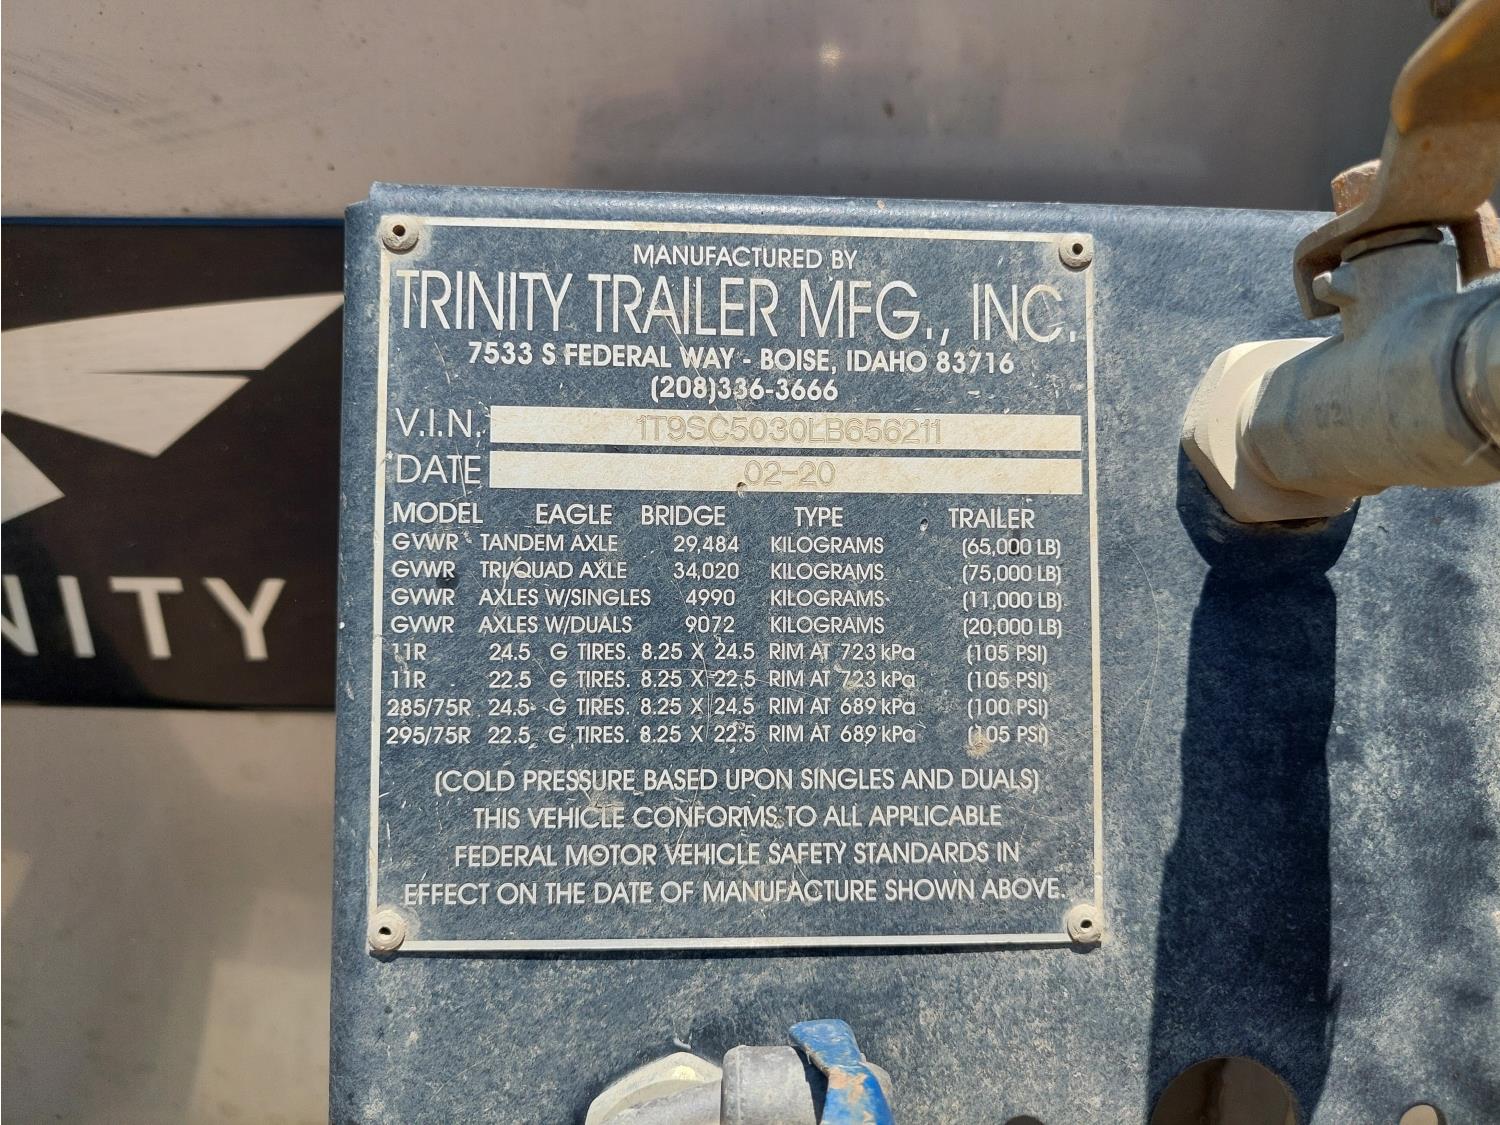 MANUFACTURED BY
TRINITY TRAILER MFG., INC.
7533 S FEDERAL WAY - BOISE, IDAHO 83716
(208)336-3666
V.I.N. 1T9SC5030LB656211
DATE 02-20
MODEL EAGLE BRIDGE TYPE TRAILER
GVWR TANDEM AXLE 29,484 KILOGRAMS (65,000 LB)
GVWR TRI/QUAD AXLE 34,020 KILOGRAMS (75,000 LB)
GVWR AXLES W/SINGLES 4990 KILOGRAMS (11,000 LB)
GVWR AXLES W/DUALS 9072 KILOGRAMS (20,000 LB)
11R 24.5 G TIRES. 8.25 X 24.5 RIM AT 723 kPa (105 PSI)
11R 22.5 G TIRES. 8.25 X 22.5 RIM AT 723 kPa (105 PSI)
285/75R 24.5 G TIRES. 8.25 X 24.5 RIM AT 689 kPa (100 PSI)
295/75R 22.5 G TIRES. 8.25 X 22.5 RIM AT 689 kPa (105 PSI)
(COLD PRESSURE BASED UPON SINGLES AND DUALS)
THIS VEHICLE CONFORMS TO ALL APPLICABLE
FEDERAL MOTOR VEHICLE SAFETY STANDARDS IN
EFFECT ON THE DATE OF MANUFACTURE SHOWN ABOVE.
NITY